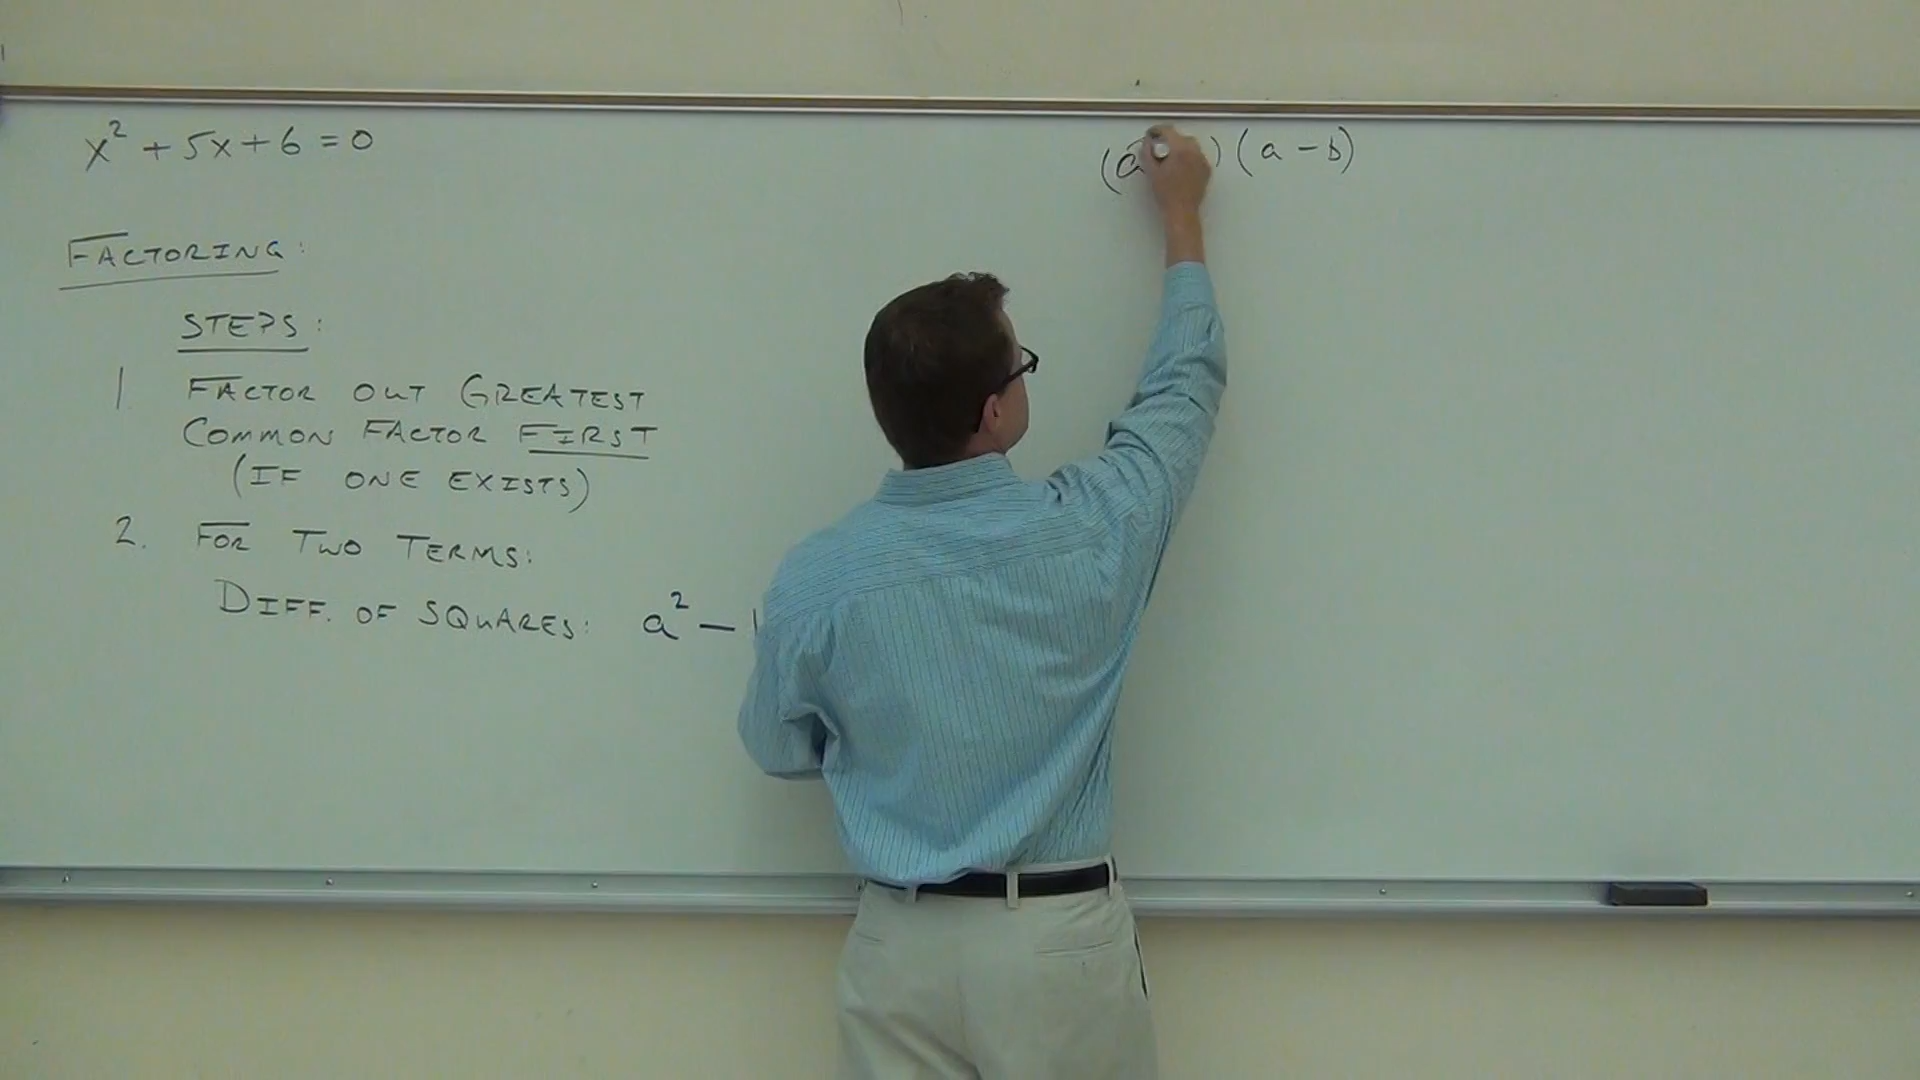 x² + 5x + 6 = 0
FACTORING:
STEPS:
1. FACTOR OUT GREATEST
COMMON FACTOR FIRST
(IF ONE EXISTS)
2. FOR TWO TERMS:
DIFF. OF SQUARES: a² —
(a ) (a - b)